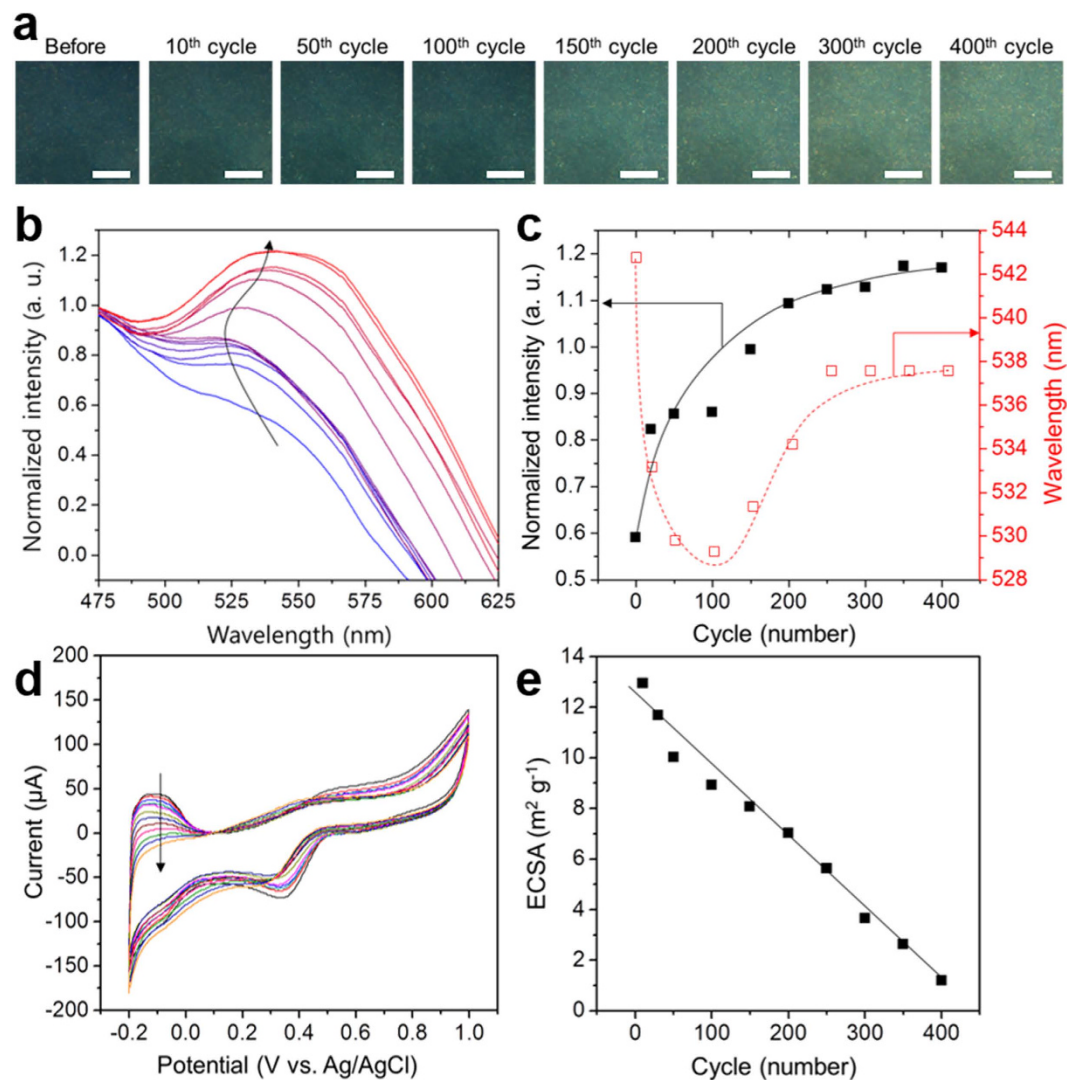 a
Before 10th cycle 50th cycle 100th cycle 150th cycle 200th cycle 300th cycle 400th cycle
b
Normalized intensity (a. u.)
1.2
1.0
0.8
0.6
0.4
0.2
0.0
475 500 525 550 575 600 625
Wavelength (nm)
c
Normalized intensity (a. u.)
1.2
1.1
1.0
0.9
0.8
0.7
0.6
0.5
0 100 200 300 400
Cycle (number)
544
542
540
538
536
534
532
530
528
Wavelength (nm)
d
Current (µA)
200
150
100
50
0
-50
-100
-150
-200
-0.2 0.0 0.2 0.4 0.6 0.8 1.0
Potential (V vs. Ag/AgCl)
e
ECSA (m² g⁻¹)
14
12
10
8
6
4
2
0
0 100 200 300 400
Cycle (number)